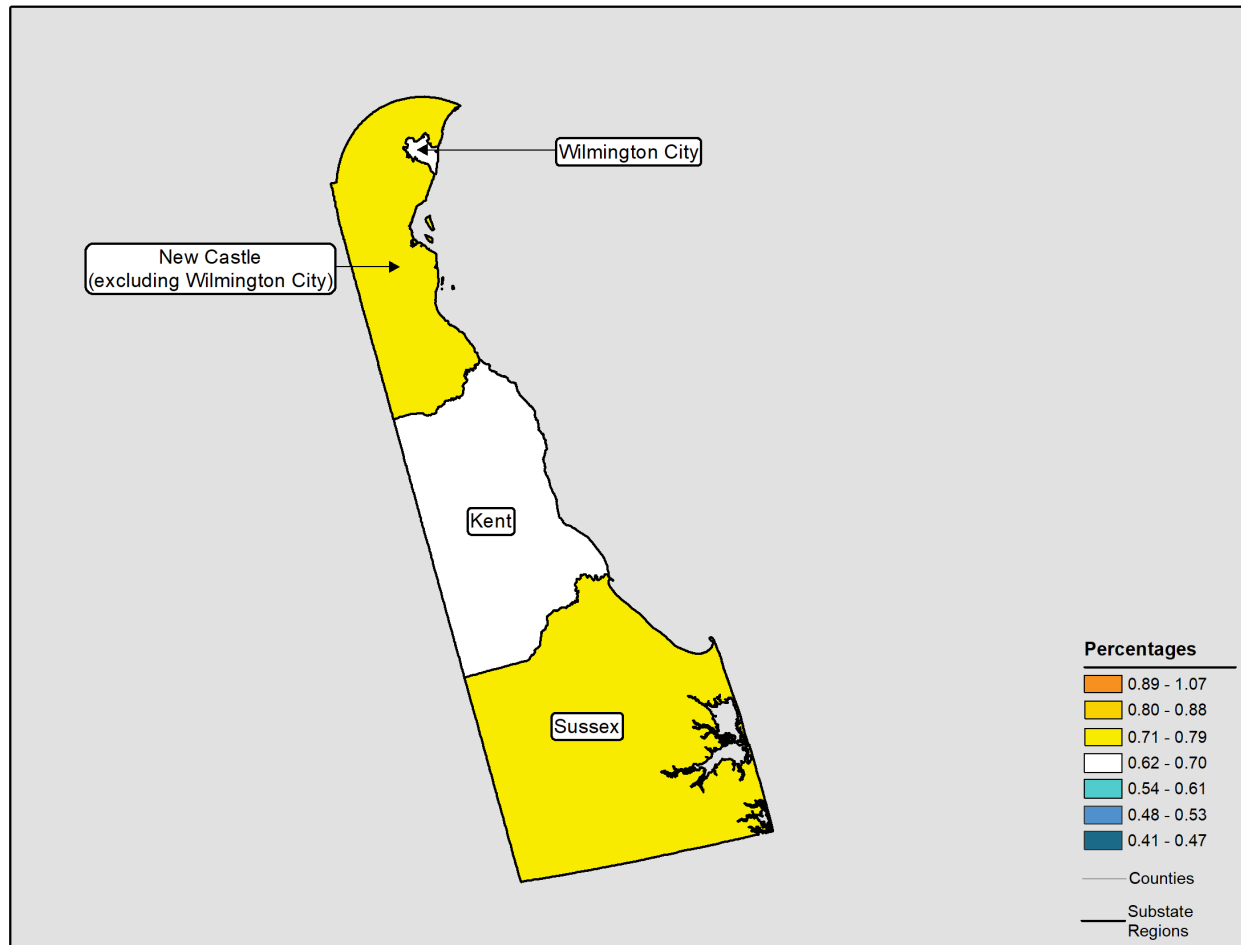 Wilmington City
New Castle
(excluding Wilmington City)
Kent
Sussex
Percentages
0.89 - 1.07
0.80 - 0.88
0.71 - 0.79
0.62 - 0.70
0.54 - 0.61
0.48 - 0.53
0.41 - 0.47
Counties
Substate
Regions